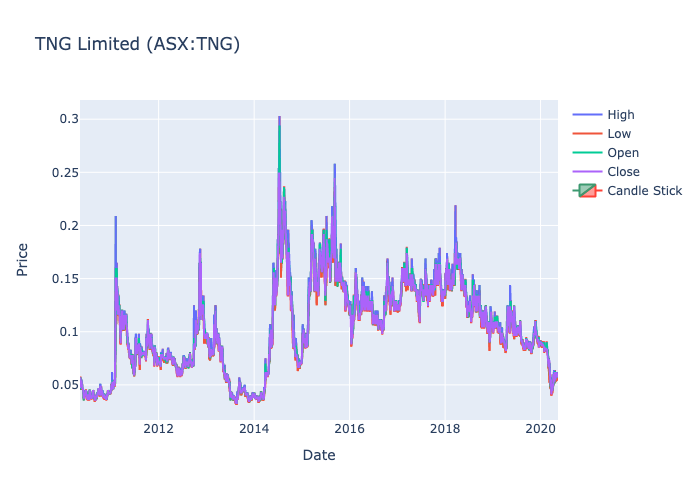 TNG Limited (ASX:TNG)
0.3
0.25
0.2
0.15
0.1
0.05
Price
2012
2014
2016
2018
2020
Date
High
Low
Open
Close
Candle Stick